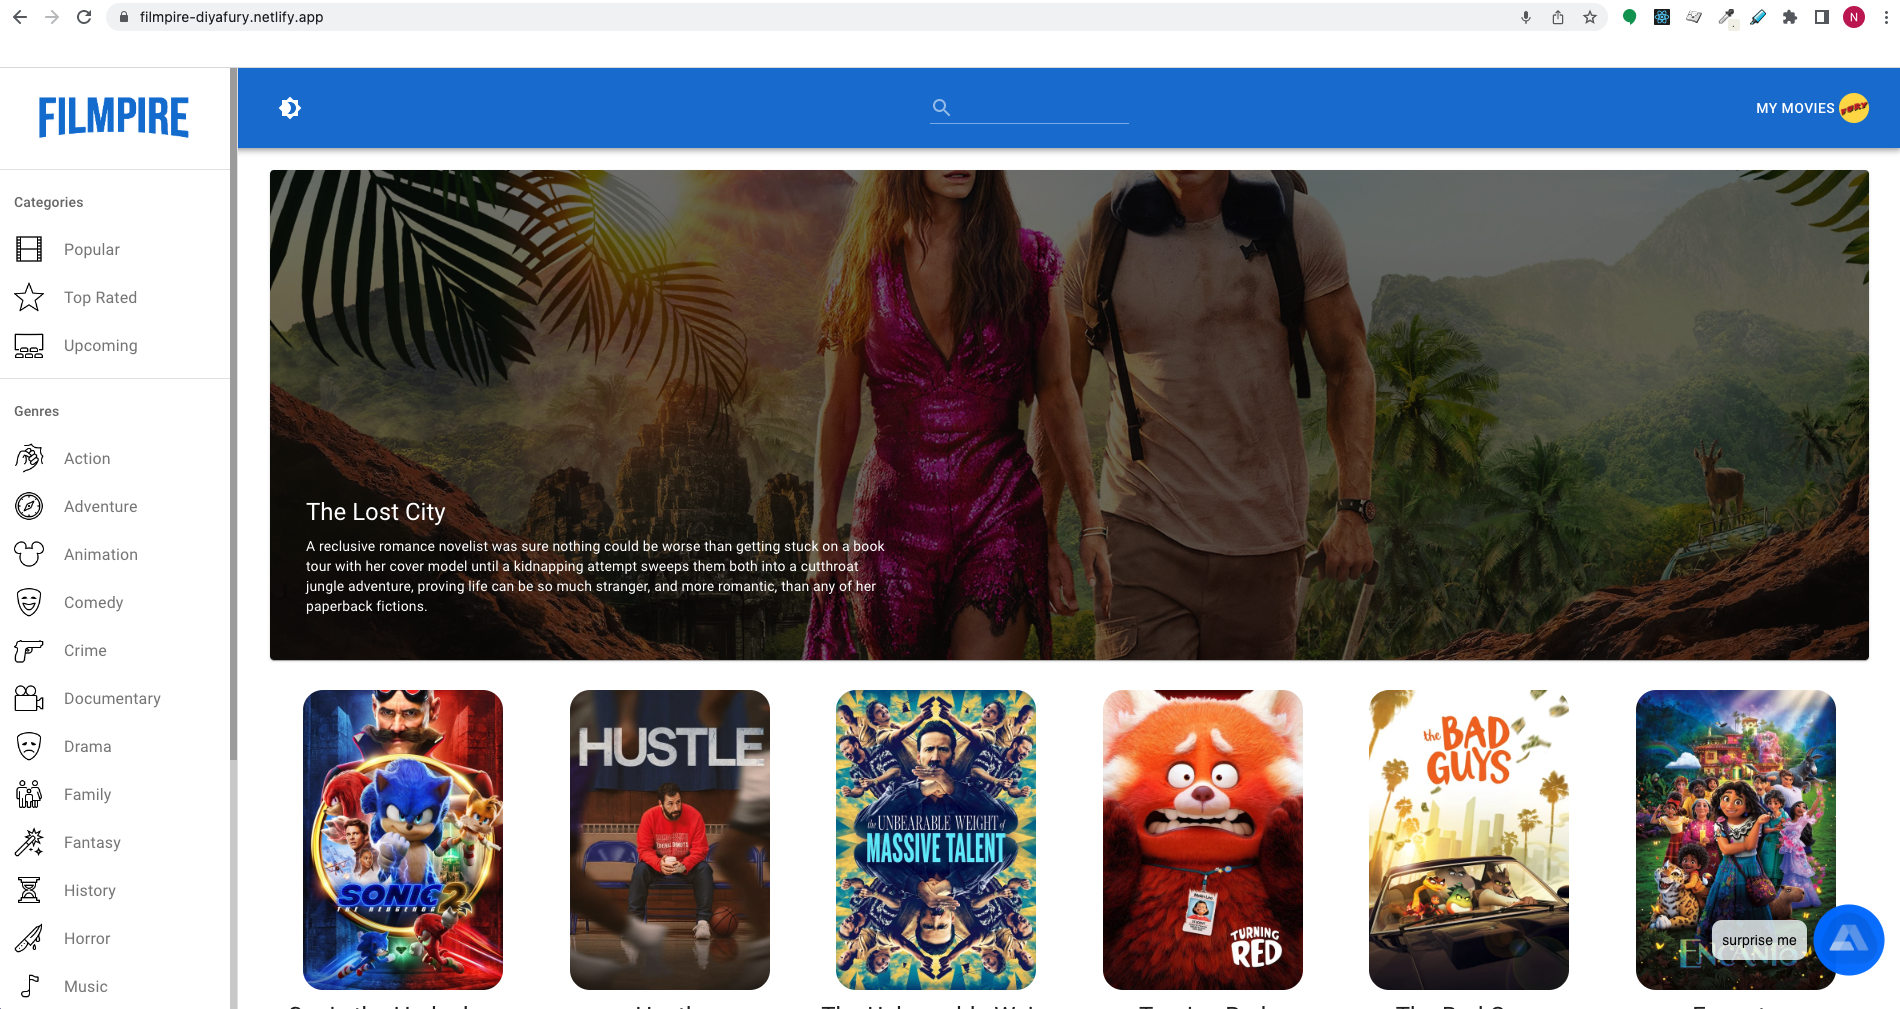 filmpire-diyafury.netlify.app
N
FILMPIRE
MY MOVIES
FURY
Categories
Popular
Top Rated
Upcoming
Genres
Action
Adventure
Animation
Comedy
Crime
Documentary
Drama
Family
Fantasy
History
Horror
Music
The Lost City
A reclusive romance novelist was sure nothing could be worse than getting stuck on a book
tour with her cover model until a kidnapping attempt sweeps them both into a cutthroat
jungle adventure, proving life can be so much stranger, and more romantic, than any of her
paperback fictions.
SONIC 2
THE HEDGEHOG
HUSTLE
the UNBEARABLE WEIGHT of
MASSIVE TALENT
TURNING
RED
the BAD
GUYS
ENCANTO
surprise me